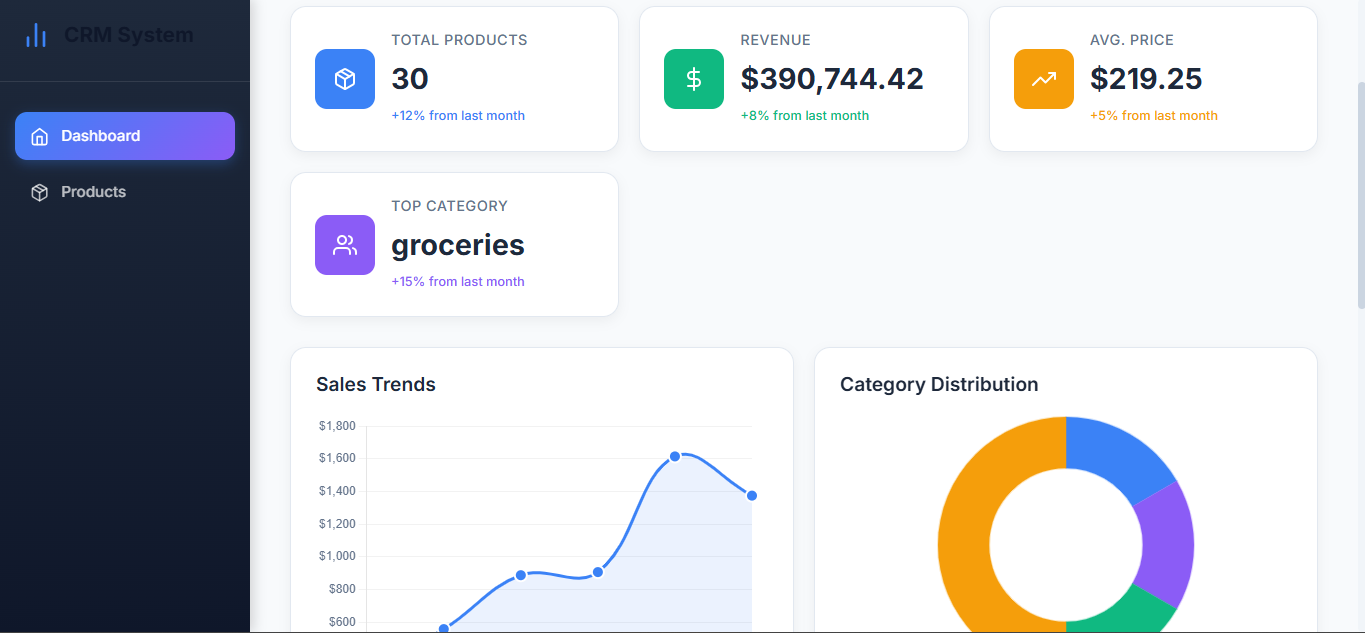 CRM System
Dashboard
Products
TOTAL PRODUCTS
30
+12% from last month
REVENUE
$390,744.42
+8% from last month
AVG. PRICE
$219.25
+5% from last month
TOP CATEGORY
groceries
+15% from last month
Sales Trends
$1,800
$1,600
$1,400
$1,200
$1,000
$800
$600
Category Distribution